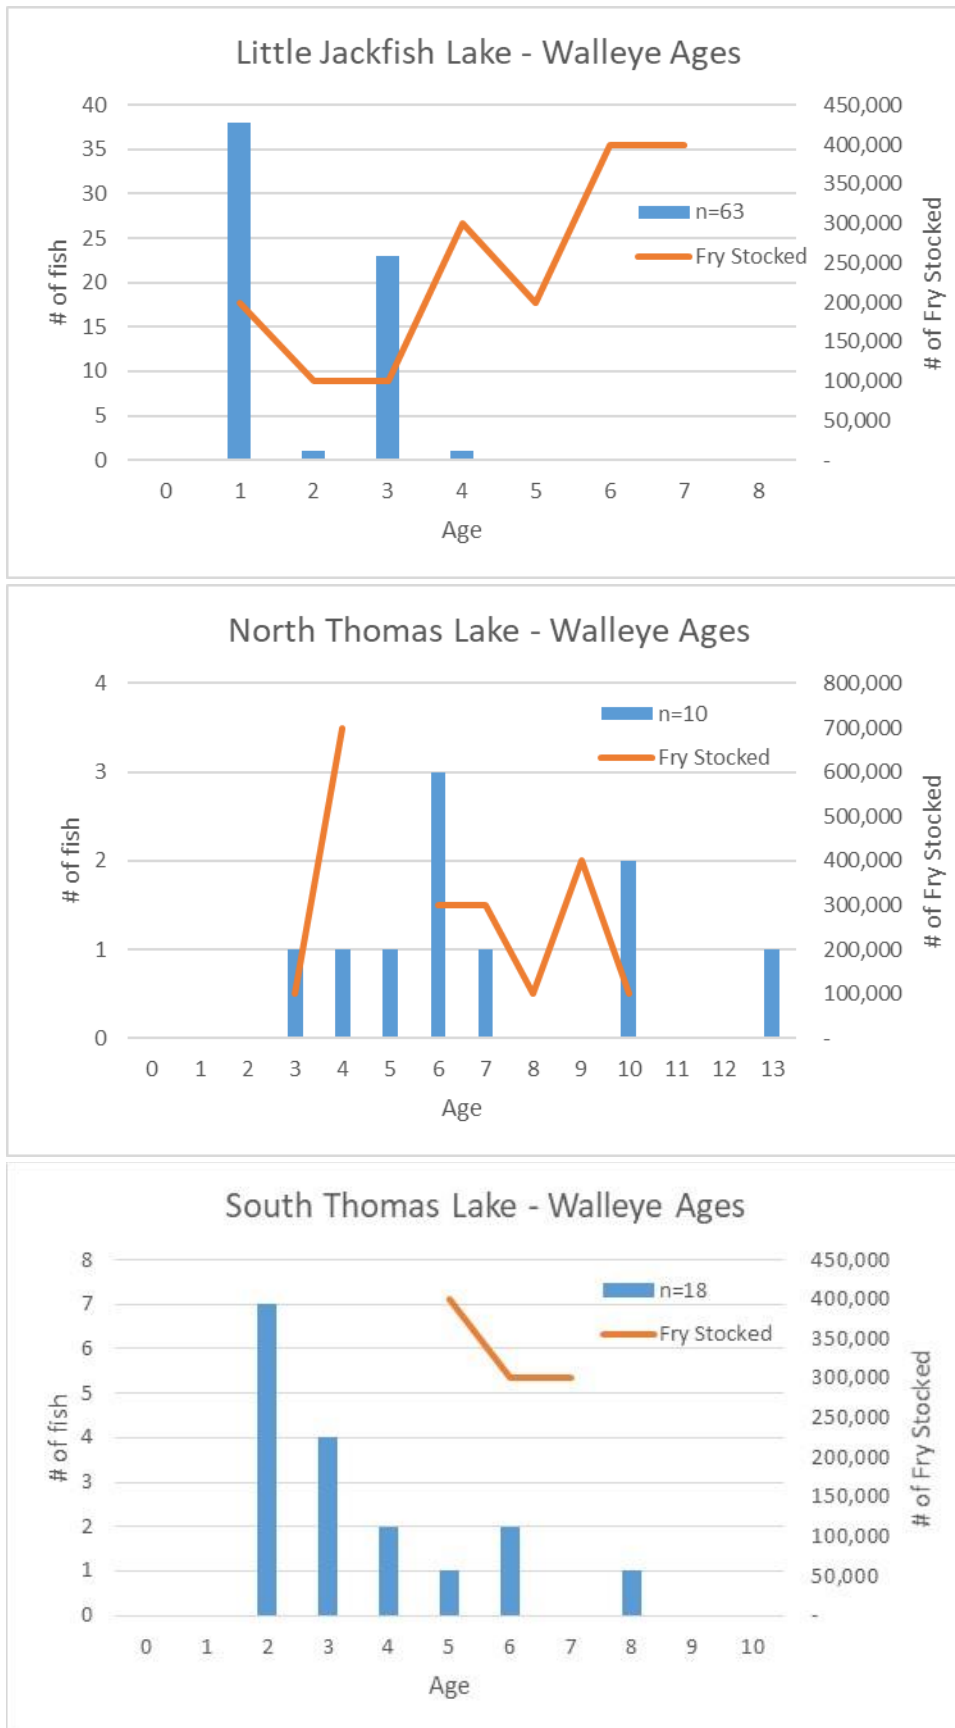 Little Jackfish Lake - Walleye Ages
40
35
30
25
20
15
10
5
0
# of fish
450,000
400,000
350,000
300,000
250,000
200,000
150,000
100,000
50,000
-
# of Fry Stocked
n=63
Fry Stocked
0 1 2 3 4 5 6 7 8
Age
North Thomas Lake - Walleye Ages
4
3
2
1
0
# of fish
800,000
700,000
600,000
500,000
400,000
300,000
200,000
100,000
-
# of Fry Stocked
n=10
Fry Stocked
0 1 2 3 4 5 6 7 8 9 10 11 12 13
Age
South Thomas Lake - Walleye Ages
8
7
6
5
4
3
2
1
0
# of fish
450,000
400,000
350,000
300,000
250,000
200,000
150,000
100,000
50,000
-
# of Fry Stocked
n=18
Fry Stocked
0 1 2 3 4 5 6 7 8 9 10
Age